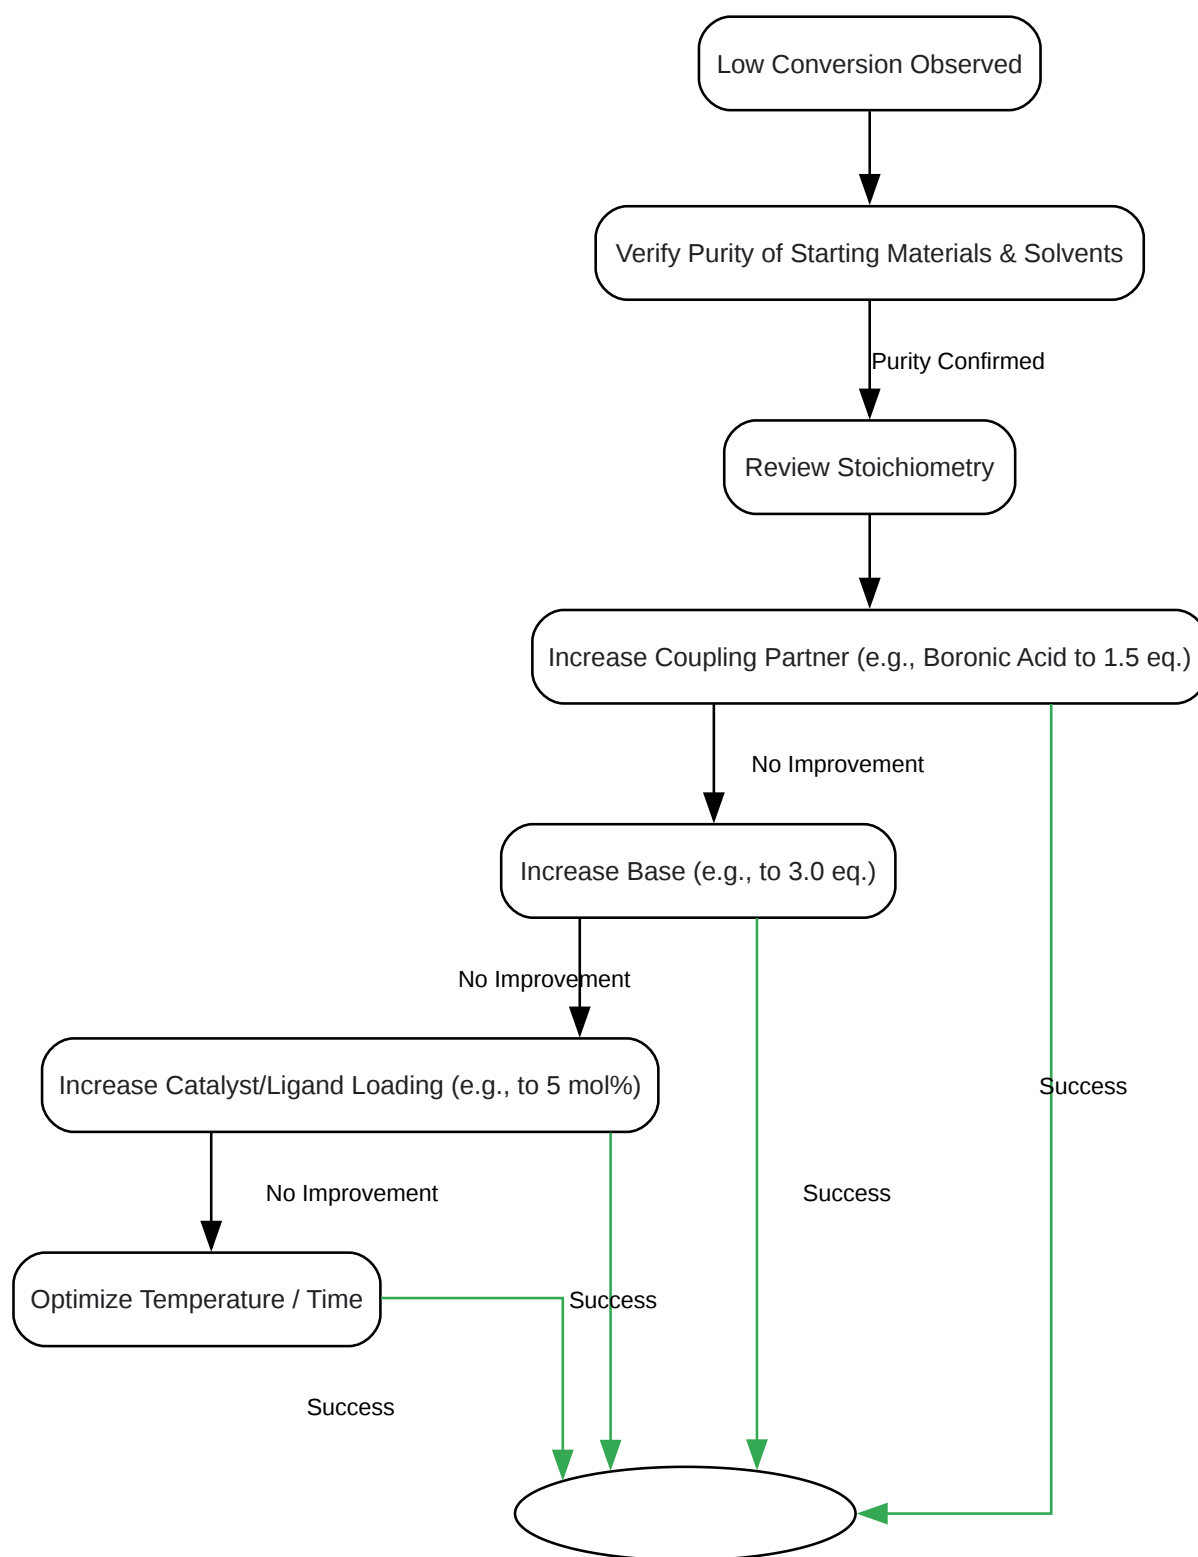 Low Conversion Observed
Verify Purity of Starting Materials & Solvents
Purity Confirmed
Review Stoichiometry
Increase Coupling Partner (e.g., Boronic Acid to 1.5 eq.)
No Improvement
Increase Base (e.g., to 3.0 eq.)
No Improvement
Increase Catalyst/Ligand Loading (e.g., to 5 mol%)
Success
No Improvement
Success
Optimize Temperature / Time
Success
Success